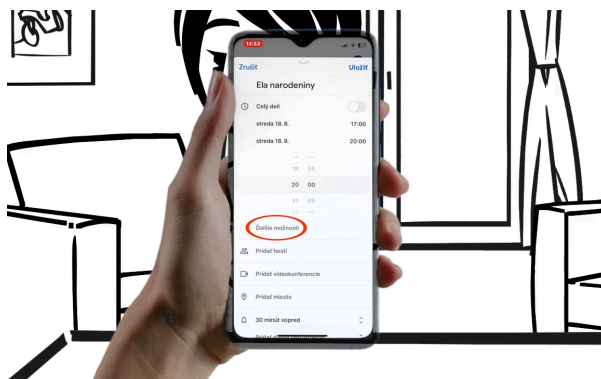 14:53
Zrušiť Uložiť
Ela narodeniny
Celý deň
streda 18. 9. 17:00
streda 18. 9. 20:00
19 55
20 00
21 05
Ďalšie možnosti
Pridať hostí
Pridať videokonferencie
Pridať miesto
30 minút vopred